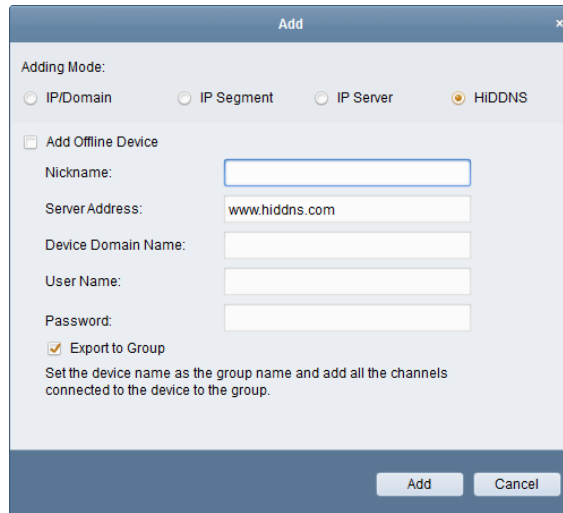 Add ×
Adding Mode:
IP/Domain IP Segment IP Server HiDDNS
Add Offline Device
Nickname:
Server Address: www.hiddns.com
Device Domain Name:
User Name:
Password:
Export to Group
Set the device name as the group name and add all the channels
connected to the device to the group.
Add Cancel